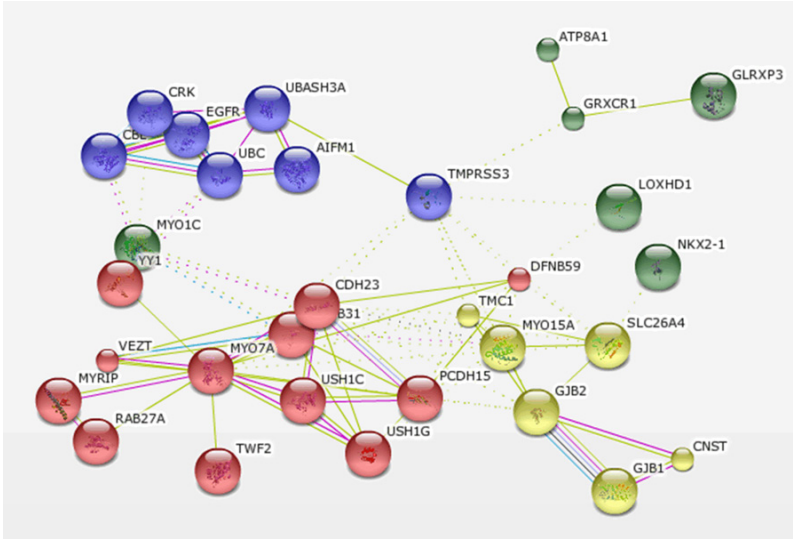 ATP8A1
GLRXP3
CRK
UBASH3A
EGFR
GRXCR1
UBC
AIFM1
TMPRSS3
LOXHD1
MYO1C
NKX2-1
YY1
DFNB59
CDH23
TMC1
B31
MYO15A
SLC26A4
VEZT
MYO7A
PCDH15
MYRIP
USH1C
GJB2
RAB27A
USH1G
TWF2
CNST
GJB1